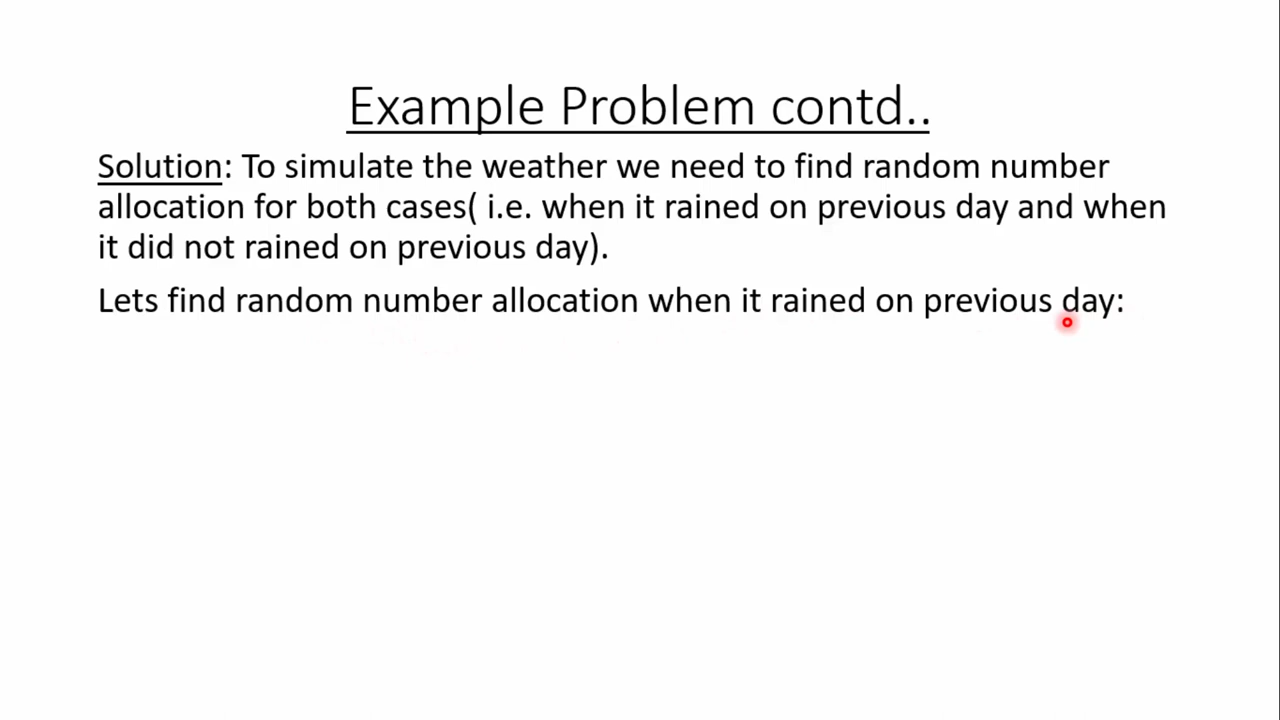 Example Problem contd..
Solution: To simulate the weather we need to find random number
allocation for both cases( i.e. when it rained on previous day and when
it did not rained on previous day).
Lets find random number allocation when it rained on previous day: